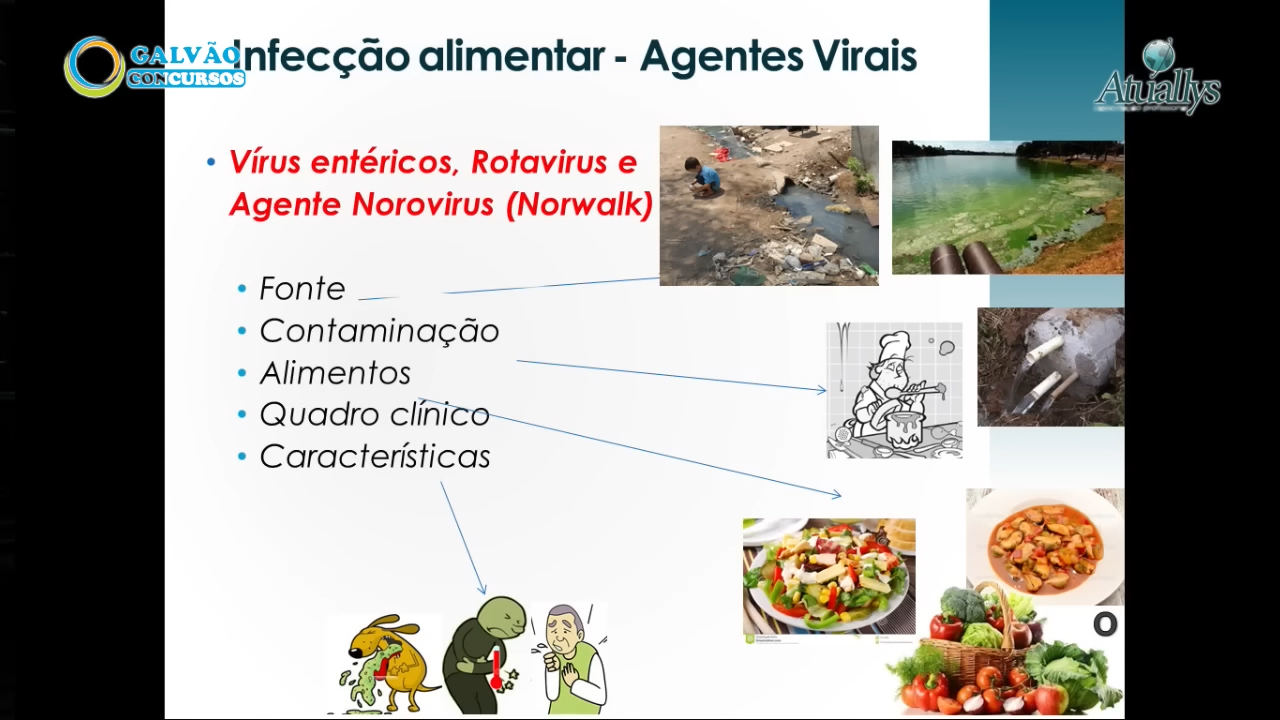 GALVÃO
CONCURSOS
Infecção alimentar - Agentes Virais
Atuallys
• Vírus entéricos, Rotavirus e
Agente Norovirus (Norwalk)
• Fonte
• Contaminação
• Alimentos
• Quadro clínico
• Características
O